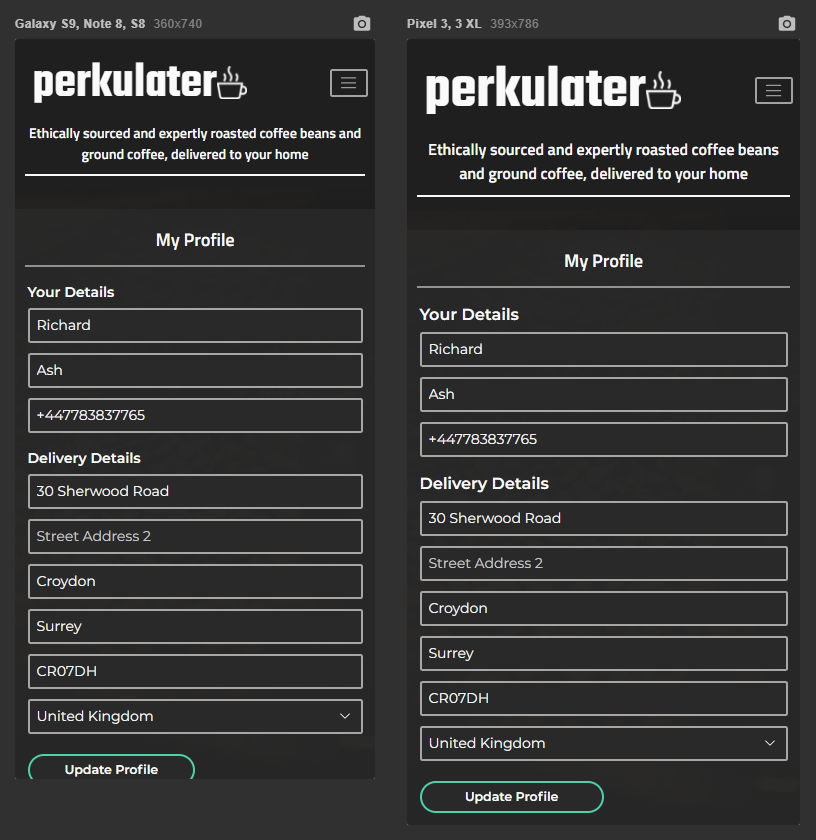 Galaxy S9, Note 8, S8 360x740
perkulater
Ethically sourced and expertly roasted coffee beans and
ground coffee, delivered to your home
My Profile
Your Details
Richard
Ash
+447783837765
Delivery Details
30 Sherwood Road
Street Address 2
Croydon
Surrey
CR07DH
United Kingdom
Update Profile
Pixel 3, 3 XL 393x786
perkulater
Ethically sourced and expertly roasted coffee beans
and ground coffee, delivered to your home
My Profile
Your Details
Richard
Ash
+447783837765
Delivery Details
30 Sherwood Road
Street Address 2
Croydon
Surrey
CR07DH
United Kingdom
Update Profile